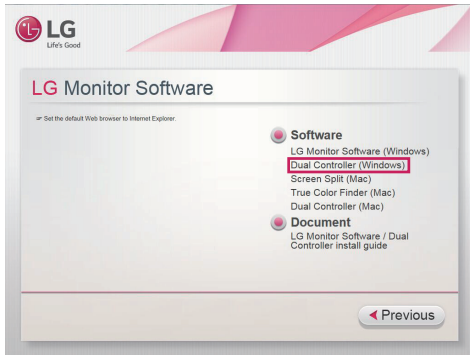 LG
Life's Good
LG Monitor Software
☞ Set the default Web browser to Internet Explorer.
Software
LG Monitor Software (Windows)
Dual Controller (Windows)
Screen Split (Mac)
True Color Finder (Mac)
Dual Controller (Mac)
Document
LG Monitor Software / Dual
Controller install guide
Previous